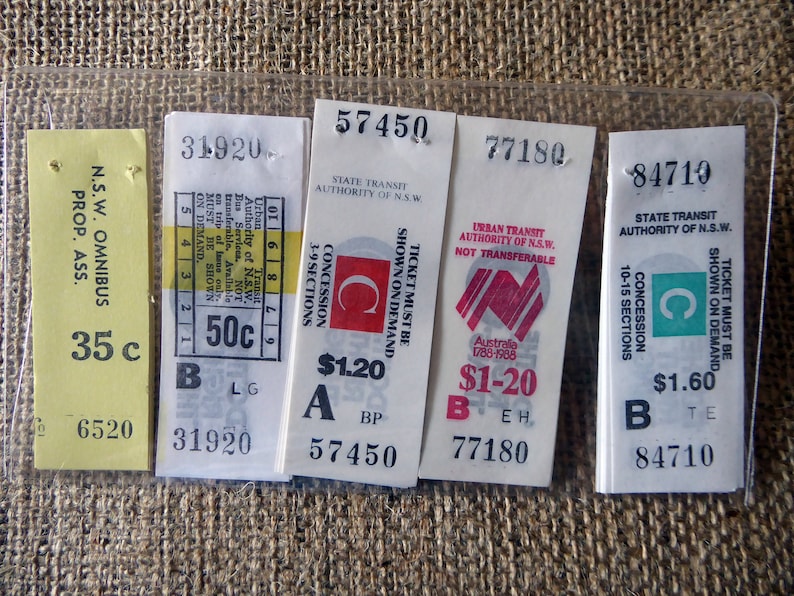 N.S.W. OMNIBUS
PROP. ASS.
35 c
6520
31920
Urban Transit
Authority of N.S.W.
Bus Services. NOT
transferable. Available
on trips of issue only.
MUST BE SHOWN
ON DEMAND.
5 4 3 2 1
10 9 8 7 6
50c
B LG
31920
57450
STATE TRANSIT
AUTHORITY OF N.S.W.
TICKET MUST BE
SHOWN ON DEMAND
C
CONCESSION
3-9 SECTIONS
$1.20
A BP
57450
77180
URBAN TRANSIT
AUTHORITY OF N.S.W.
NOT TRANSFERABLE
Australia
1788-1988
$1-20
B EH
77180
84710
STATE TRANSIT
AUTHORITY OF N.S.W.
TICKET MUST BE
SHOWN ON DEMAND
C
CONCESSION
10-15 SECTIONS
$1.60
B TE
84710